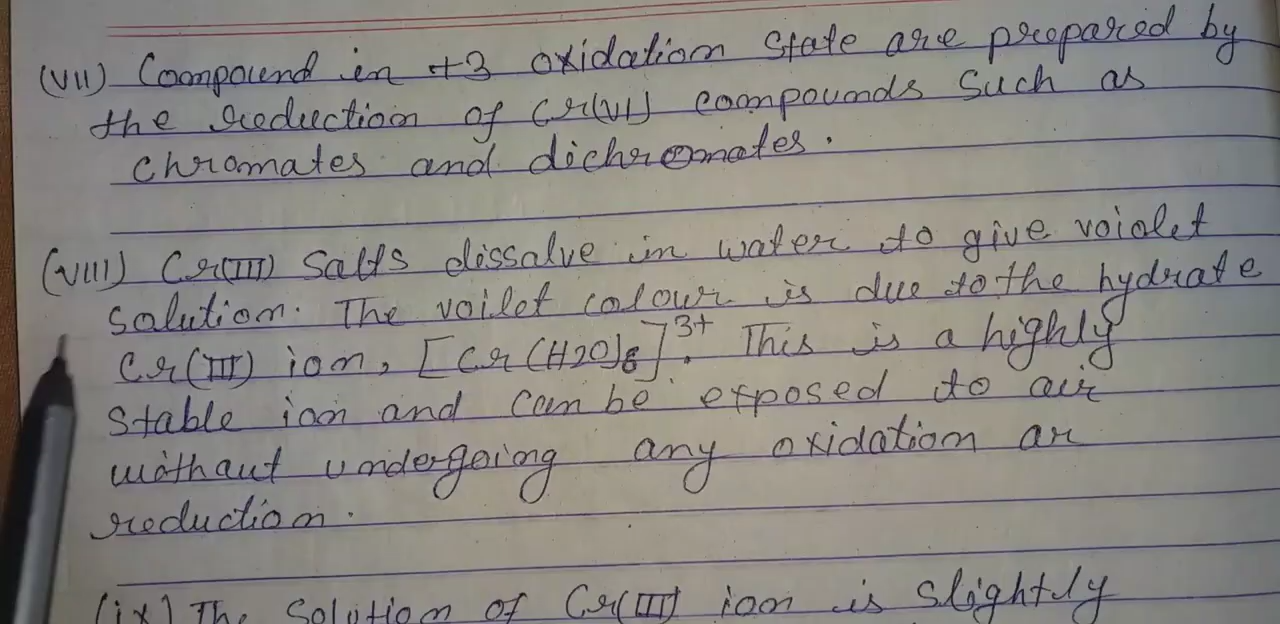 (VII) Compound in +3 oxidation state are prepared by
the reduction of Cr(VI) compounds such as
chromates and dichromates.
(VIII) Cr(III) Salts dissalve in water to give voialet
solution. The voilet colour is due to the hydrate
Cr(III) ion, [Cr(H2O)6]3+. This is a highly
stable ion and can be exposed to air
without undergoing any oxidation or
reduction.
(ix) The Solution of Cr(III) ion is slightly